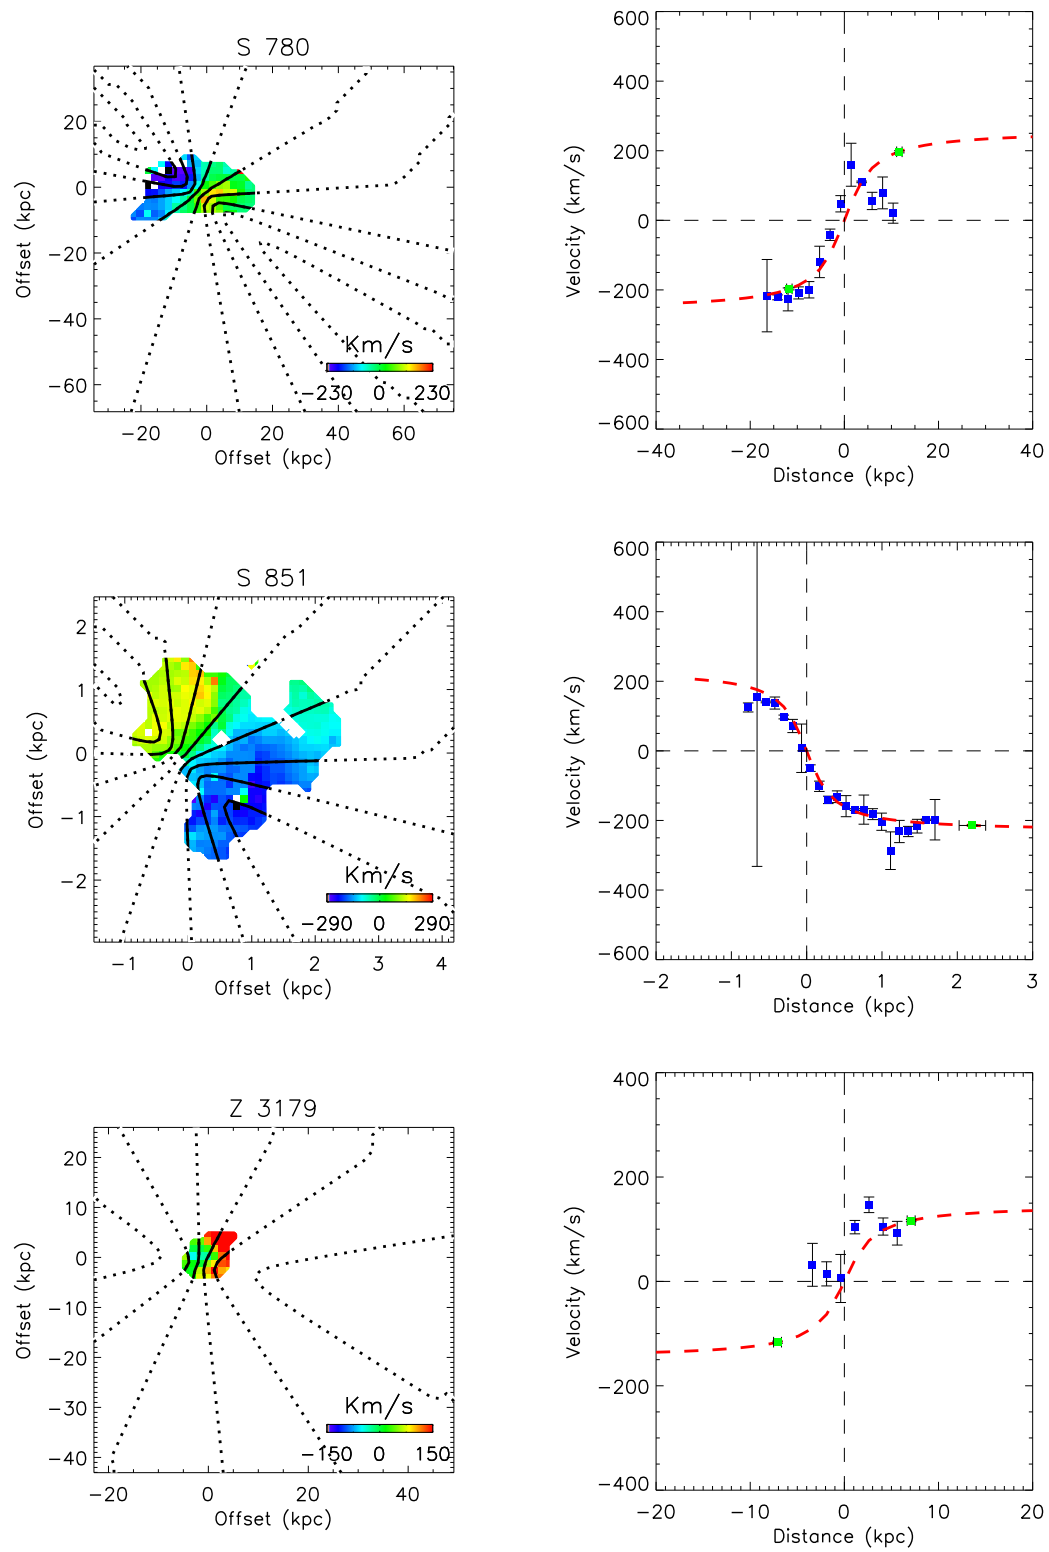 S 780
20
0
−20
−40
−60
Offset (kpc)
Km/s
−230 0 230
−20 0 20 40 60
Offset (kpc)
600
400
200
0
−200
−400
−600
Velocity (km/s)
−40 −20 0 20 40
Distance (kpc)
S 851
2
1
0
−1
−2
Offset (kpc)
Km/s
−290 0 290
−1 0 1 2 3 4
Offset (kpc)
600
400
200
0
−200
−400
−600
Velocity (km/s)
−2 −1 0 1 2 3
Distance (kpc)
Z 3179
20
10
0
−10
−20
−30
−40
Offset (kpc)
Km/s
−150 0 150
−20 0 20 40
Offset (kpc)
400
200
0
−200
−400
Velocity (km/s)
−20 −10 0 10 20
Distance (kpc)